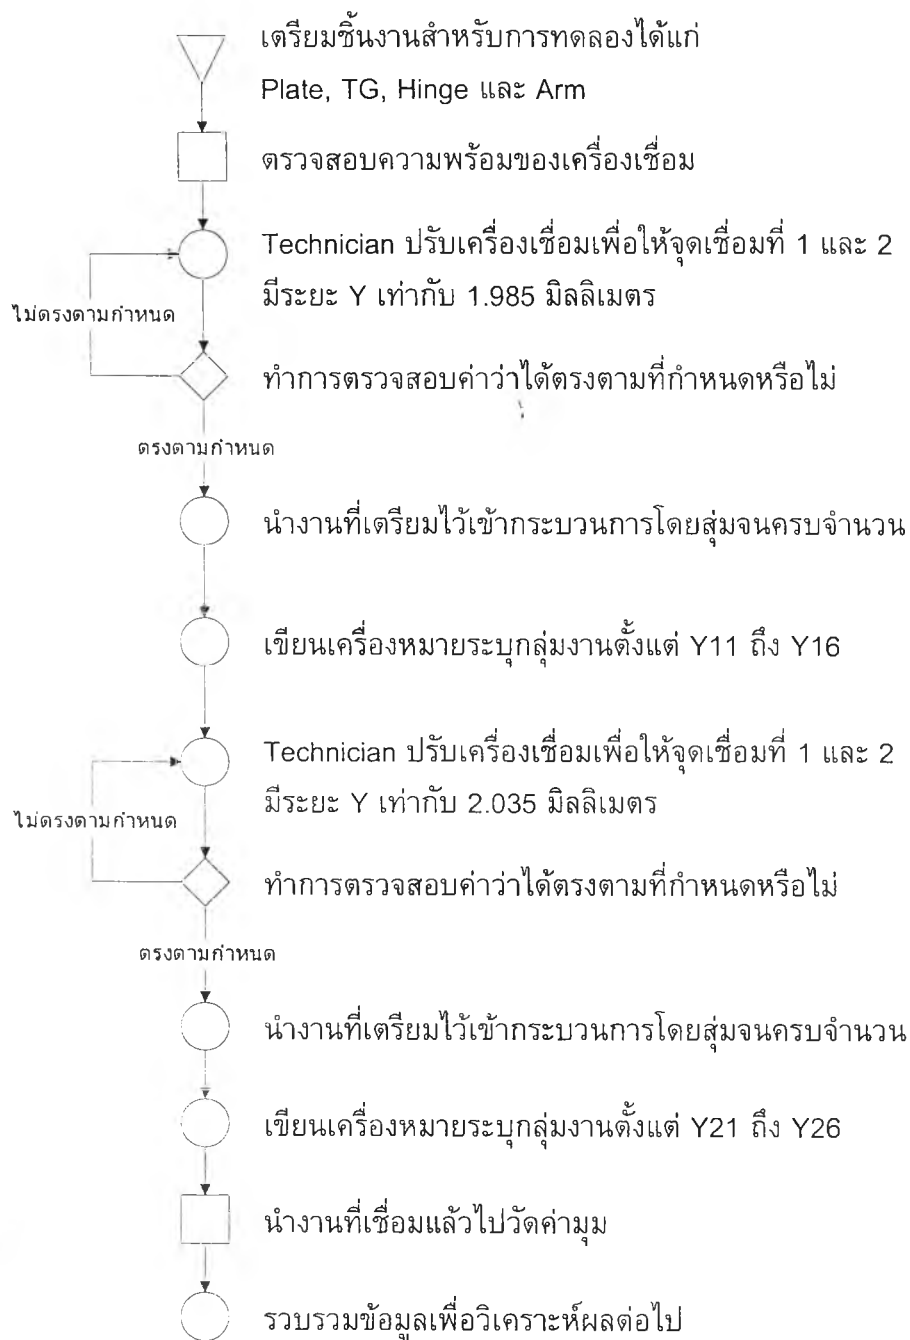 เตรียมชิ้นงานสำหรับการทดลองได้แก่
Plate, TG, Hinge และ Arm
ตรวจสอบความพร้อมของเครื่องเชื่อม
Technician ปรับเครื่องเชื่อมเพื่อให้จุดเชื่อมที่ 1 และ 2
มีระยะ Y เท่ากับ 1.985 มิลลิเมตร
ไม่ตรงตามกำหนด
ทำการตรวจสอบค่าว่าได้ตรงตามที่กำหนดหรือไม่
ตรงตามกำหนด
นำงานที่เตรียมไว้เข้ากระบวนการโดยสุ่มจนครบจำนวน
เขียนเครื่องหมายระบุกลุ่มงานตั้งแต่ Y11 ถึง Y16
Technician ปรับเครื่องเชื่อมเพื่อให้จุดเชื่อมที่ 1 และ 2
มีระยะ Y เท่ากับ 2.035 มิลลิเมตร
ไม่ตรงตามกำหนด
ทำการตรวจสอบค่าว่าได้ตรงตามที่กำหนดหรือไม่
ตรงตามกำหนด
นำงานที่เตรียมไว้เข้ากระบวนการโดยสุ่มจนครบจำนวน
เขียนเครื่องหมายระบุกลุ่มงานตั้งแต่ Y21 ถึง Y26
นำงานที่เชื่อมแล้วไปวัดค่ามุม
รวบรวมข้อมูลเพื่อวิเคราะห์ผลต่อไป